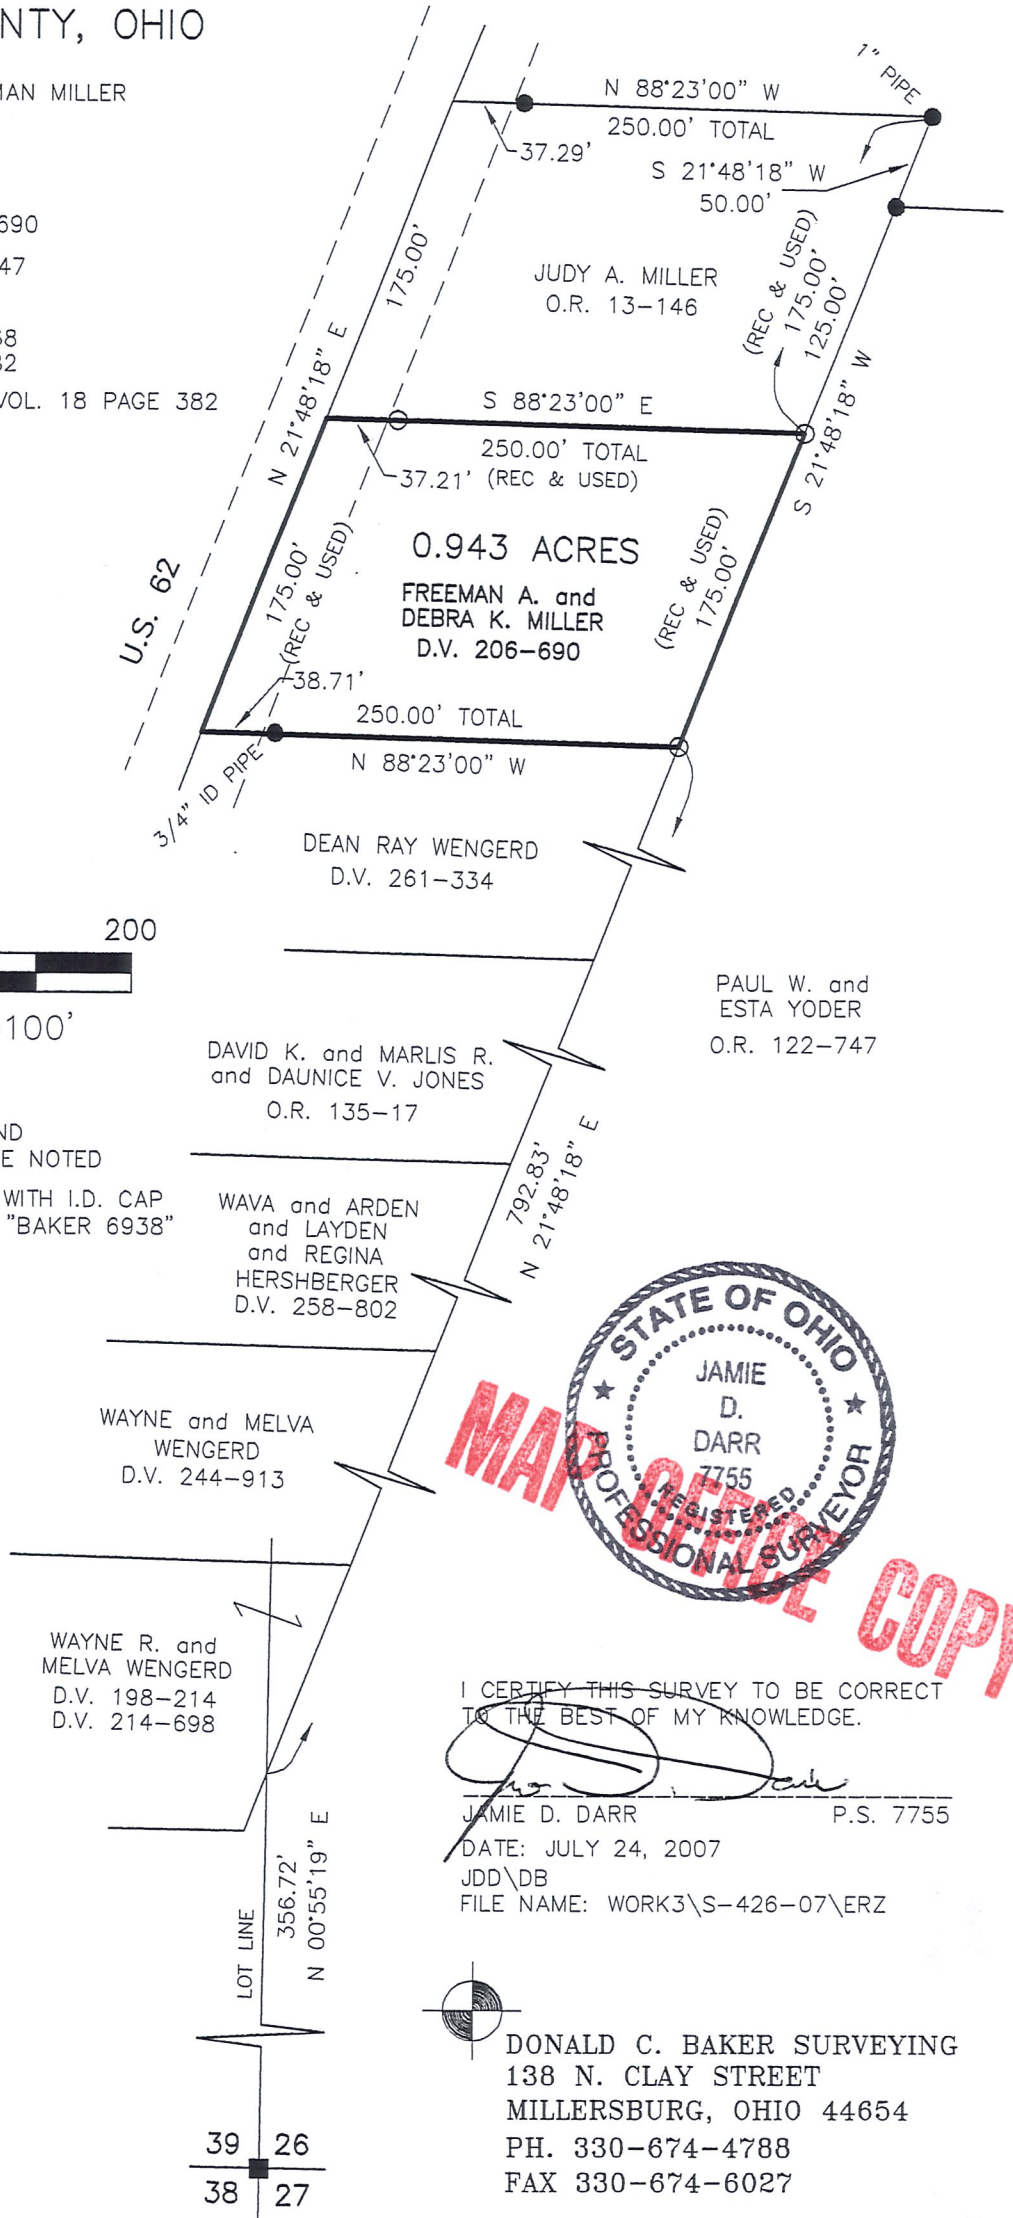 NTY, OHIO
MAN MILLER
690
47
68
82
VOL. 18 PAGE 382
1" PIPE
N 88°23'00" W
250.00' TOTAL
37.29'
S 21°48'18" W
50.00'
175.00'
N 21°48'18" E
JUDY A. MILLER
O.R. 13-146
(REC & USED)
175.00'
125.00'
S 21°48'18" W
S 88°23'00" E
250.00' TOTAL
37.21' (REC & USED)
U.S. 62
175.00'
(REC & USED)
0.943 ACRES
FREEMAN A. and
DEBRA K. MILLER
D.V. 206-690
(REC & USED)
175.00'
38.71'
250.00' TOTAL
N 88°23'00" W
3/4" ID PIPE
DEAN RAY WENGERD
D.V. 261-334
200
100'
PAUL W. and
ESTA YODER
O.R. 122-747
DAVID K. and MARLIS R.
and DAUNICE V. JONES
O.R. 135-17
ND
E NOTED
WITH I.D. CAP
"BAKER 6938"
792.83'
N 21°48'18" E
WAVA and ARDEN
and LAYDEN
and REGINA
HERSHBERGER
D.V. 258-802
STATE OF OHIO
JAMIE
D.
DARR
7755
REGISTERED
PROFESSIONAL SURVEYOR
MAP OFFICE COPY
WAYNE and MELVA
WENGERD
D.V. 244-913
WAYNE R. and
MELVA WENGERD
D.V. 198-214
D.V. 214-698
I CERTIFY THIS SURVEY TO BE CORRECT
TO THE BEST OF MY KNOWLEDGE.
JAMIE D. DARR P.S. 7755
DATE: JULY 24, 2007
JDD\DB
FILE NAME: WORK3\S-426-07\ERZ
LOT LINE
356.72'
N 00°55'19" E
DONALD C. BAKER SURVEYING
138 N. CLAY STREET
MILLERSBURG, OHIO 44654
PH. 330-674-4788
FAX 330-674-6027
39 26
38 27